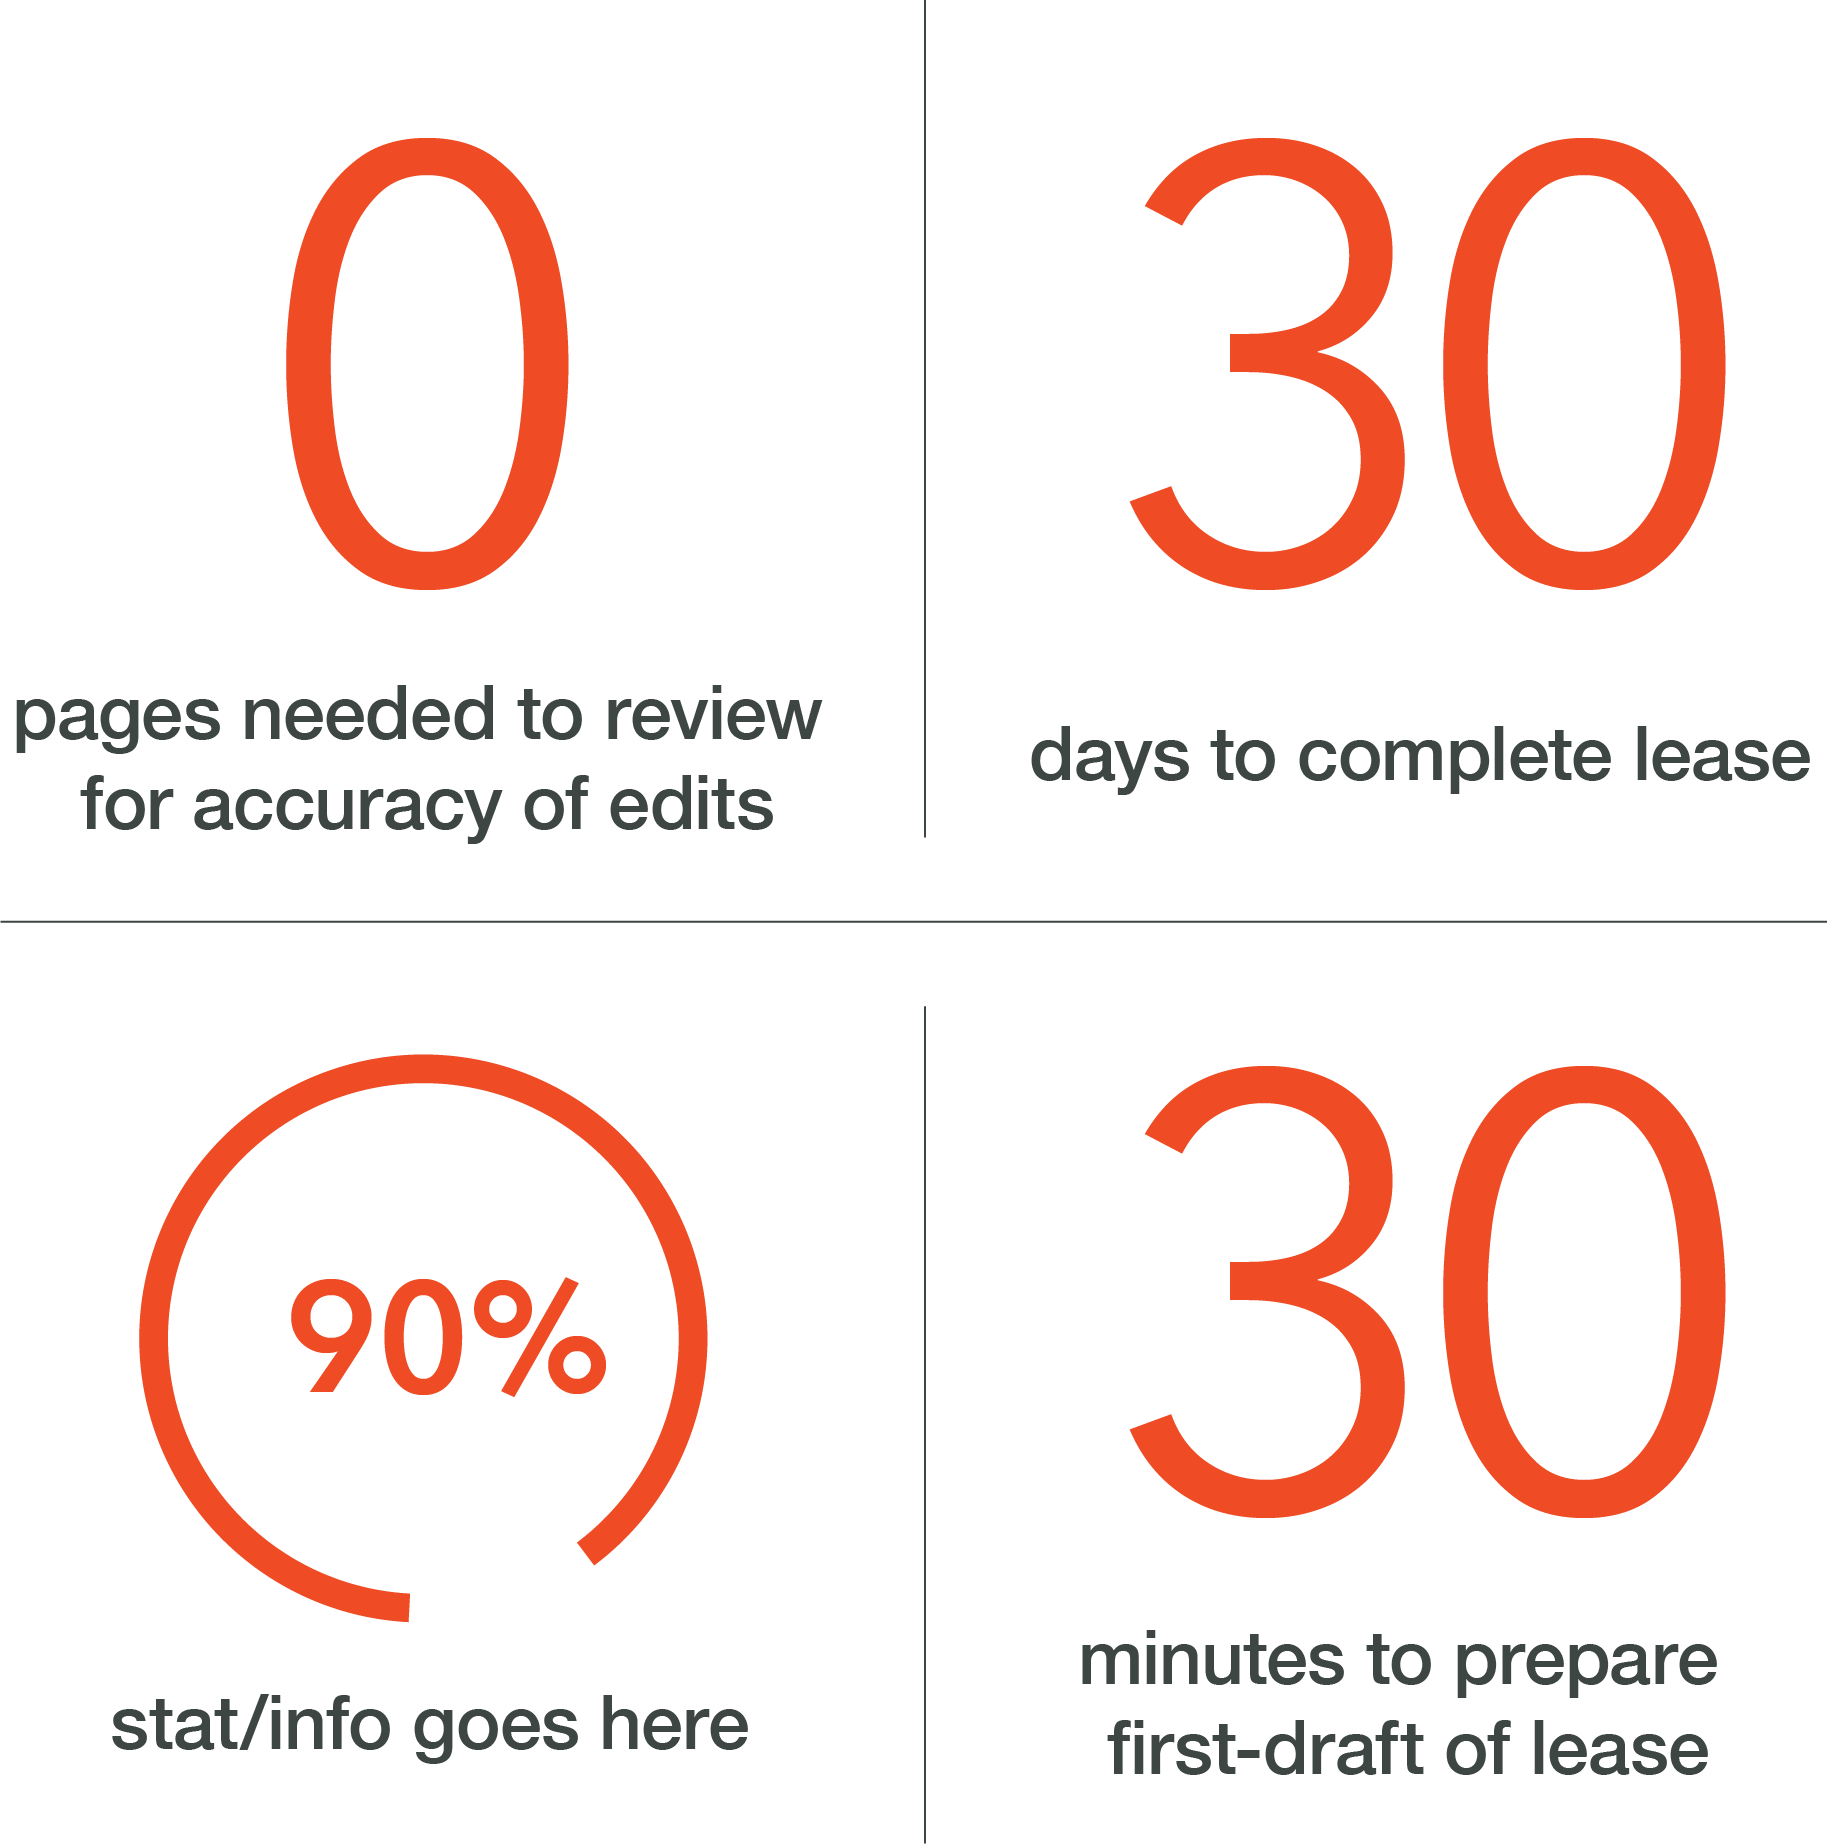 0
pages needed to review
for accuracy of edits
30
days to complete lease
90%
stat/info goes here
30
minutes to prepare
first-draft of lease